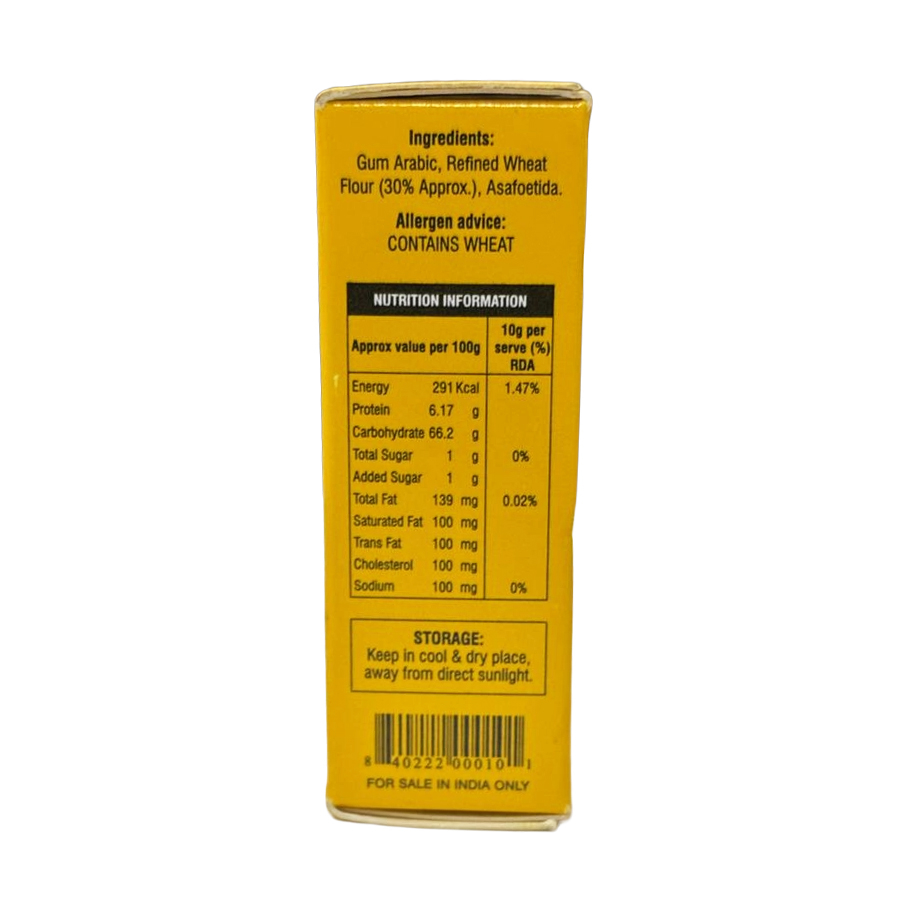 Ingredients:
Gum Arabic, Refined Wheat
Flour (30% Approx.), Asafoetida.
Allergen advice:
CONTAINS WHEAT
NUTRITION INFORMATION
Approx value per 100g
10g per
serve (%)
RDA
Energy 291 Kcal 1.47%
Protein 6.17 g
Carbohydrate 66.2 g
Total Sugar 1 g 0%
Added Sugar 1 g
Total Fat 139 mg 0.02%
Saturated Fat 100 mg
Trans Fat 100 mg
Cholesterol 100 mg
Sodium 100 mg 0%
STORAGE:
Keep in cool & dry place,
away from direct sunlight.
8 40222 00010 1
FOR SALE IN INDIA ONLY